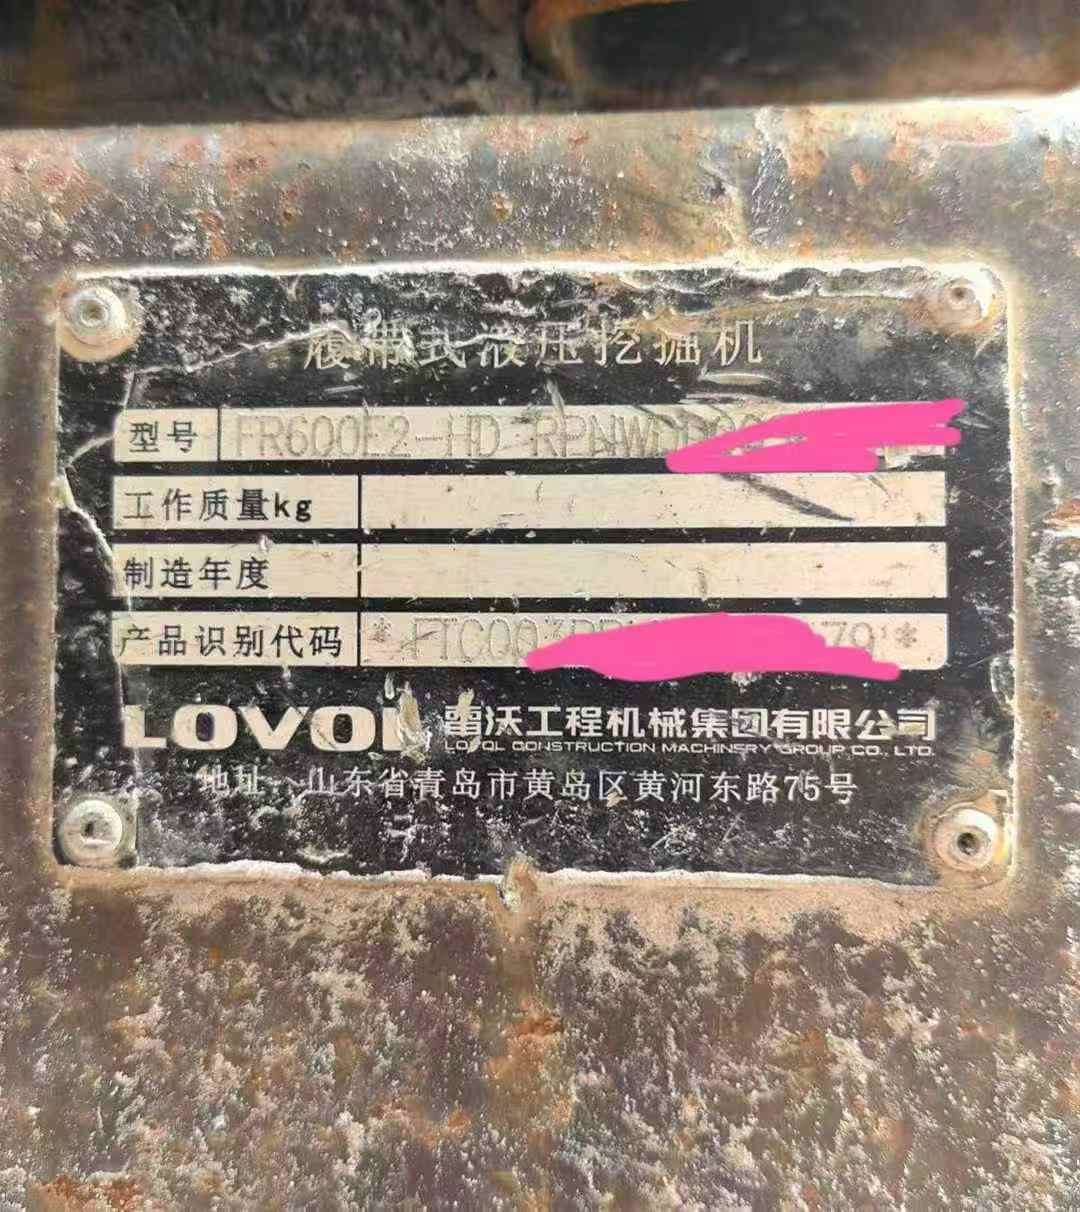 履带式液压挖掘机
型号 FR600E2-HD
工作质量kg
制造年度
产品识别代码 * 79'*
LOVOL 雷沃工程机械集团有限公司
LOVOL CONSTRUCTION MACHINERY GROUP CO., LTD.
地址 山东省青岛市黄岛区黄河东路75号